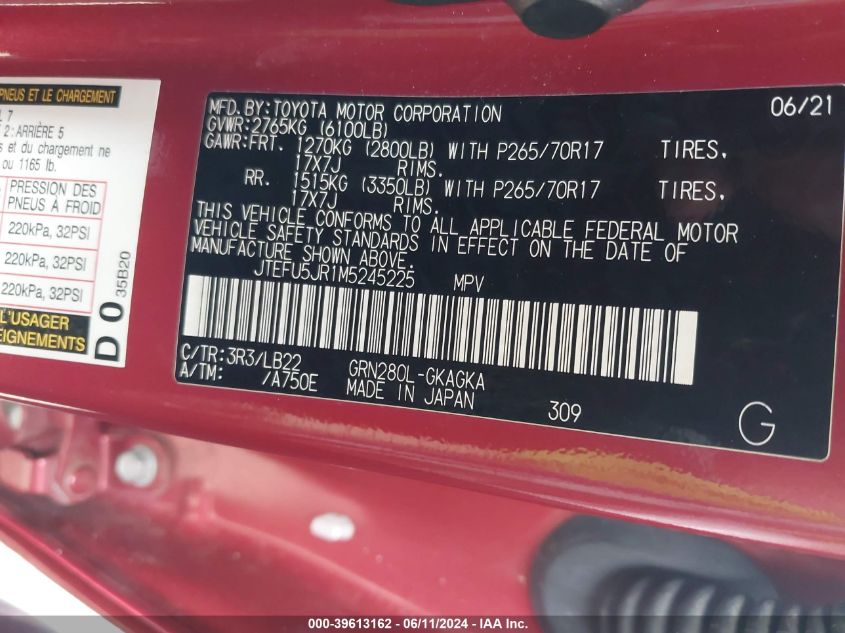 PNEUS ET LE CHARGEMENT
7
2: ARRIÈRE 5
s et du chargement ne
ou 1165 lb.
PRESSION DES
PNEUS À FROID
220kPa, 32PSI
220kPa, 32PSI
220kPa, 32PSI
L'USAGER
EIGNEMENTS
D 0 35B20
MFD. BY:TOYOTA MOTOR CORPORATION 06/21
GVWR:2765KG (6100LB)
GAWR:FRT. 1270KG (2800LB) WITH P265/70R17 TIRES,
17X7J RIMS.
RR. 1515KG (3350LB) WITH P265/70R17 TIRES,
17X7J RIMS.
THIS VEHICLE CONFORMS TO ALL APPLICABLE FEDERAL MOTOR
VEHICLE SAFETY STANDARDS IN EFFECT ON THE DATE OF
MANUFACTURE SHOWN ABOVE.
JTEFU5JR1M5245225 MPV
C/TR:3R3/LB22 GRN280L-GKAGKA
A/TM: /A750E MADE IN JAPAN 309
G
000-39613162 - 06/11/2024 - IAA Inc.